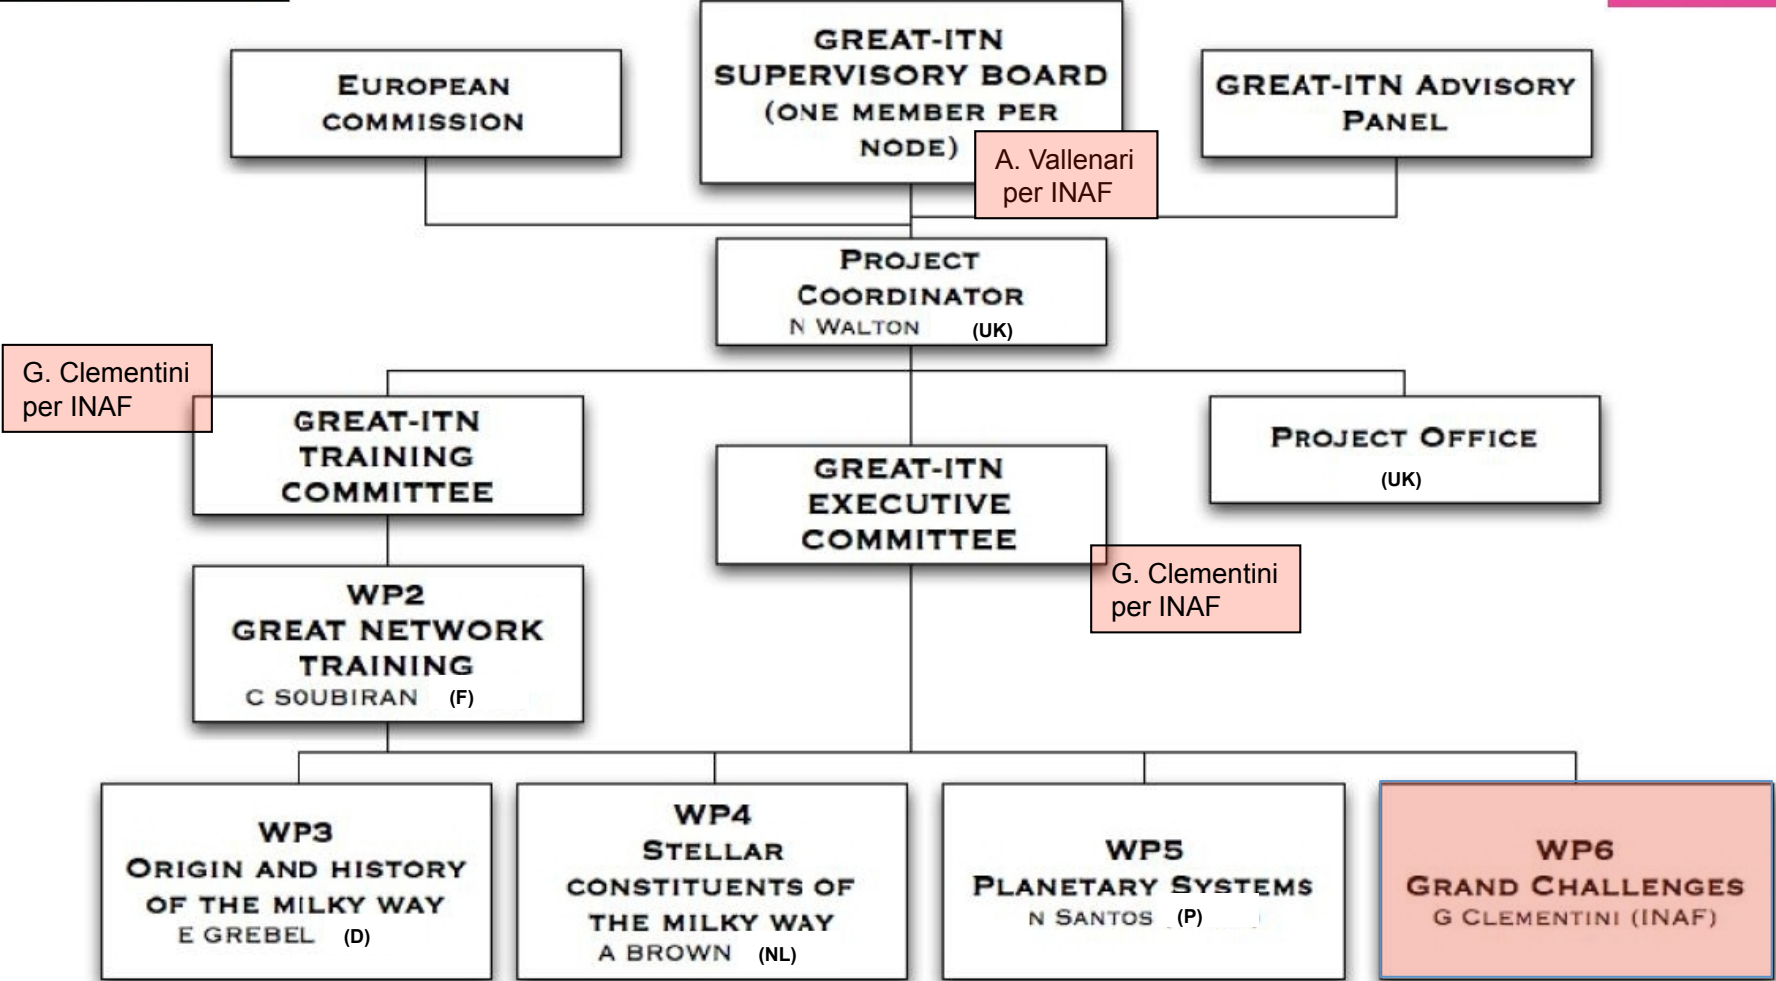 EUROPEAN
COMMISSION
GREAT-ITN
SUPERVISORY BOARD
(ONE MEMBER PER
NODE)
A. Vallenari
per INAF
GREAT-ITN ADVISORY
PANEL
PROJECT
COORDINATOR
N WALTON (UK)
G. Clementini
per INAF
GREAT-ITN
TRAINING
COMMITTEE
GREAT-ITN
EXECUTIVE
COMMITTEE
G. Clementini
per INAF
PROJECT OFFICE
(UK)
WP2
GREAT NETWORK
TRAINING
C SOUBIRAN (F)
WP3
ORIGIN AND HISTORY
OF THE MILKY WAY
E GREBEL (D)
WP4
STELLAR
CONSTITUENTS OF
THE MILKY WAY
A BROWN (NL)
WP5
PLANETARY SYSTEMS
N SANTOS (P)
WP6
GRAND CHALLENGES
G CLEMENTINI (INAF)